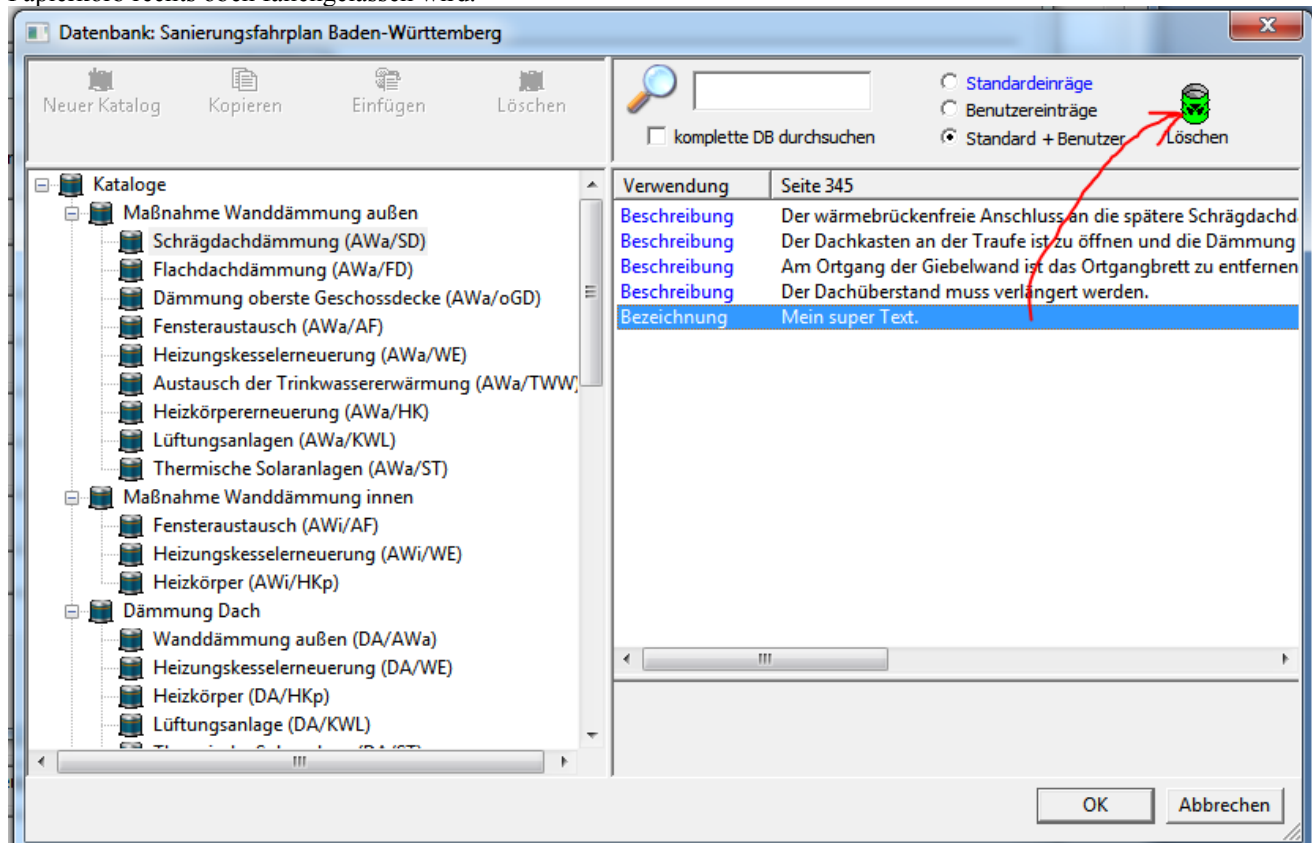 Papierkorb rechts oben fallengelassen wird.
Datenbank: Sanierungsfahrplan Baden-Württemberg
Neuer Katalog Kopieren Einfügen Löschen
Standardeinräge
Benutzereinträge
komplette DB durchsuchen Standard + Benutzer Löschen
Kataloge
Maßnahme Wanddämmung außen
Schrägdachdämmung (AWa/SD)
Flachdachdämmung (AWa/FD)
Dämmung oberste Geschossdecke (AWa/oGD)
Fensteraustausch (AWa/AF)
Heizungskesselerneuerung (AWa/WE)
Austausch der Trinkwassererwärmung (AWa/TWW)
Heizkörpererneuerung (AWa/HK)
Lüftungsanlagen (AWa/KWL)
Thermische Solaranlagen (AWa/ST)
Maßnahme Wanddämmung innen
Fensteraustausch (AWi/AF)
Heizungskesselerneuerung (AWi/WE)
Heizkörper (AWi/HKp)
Dämmung Dach
Wanddämmung außen (DA/AWa)
Heizungskesselerneuerung (DA/WE)
Heizkörper (DA/HKp)
Lüftungsanlage (DA/KWL)
Verwendung Seite 345
Beschreibung Der wärmebrückenfreie Anschluss an die spätere Schrägdachd
Beschreibung Der Dachkasten an der Traufe ist zu öffnen und die Dämmung
Beschreibung Am Ortgang der Giebelwand ist das Ortgangbrett zu entfernen
Beschreibung Der Dachüberstand muss verlängert werden.
Bezeichnung Mein super Text.
OK Abbrechen